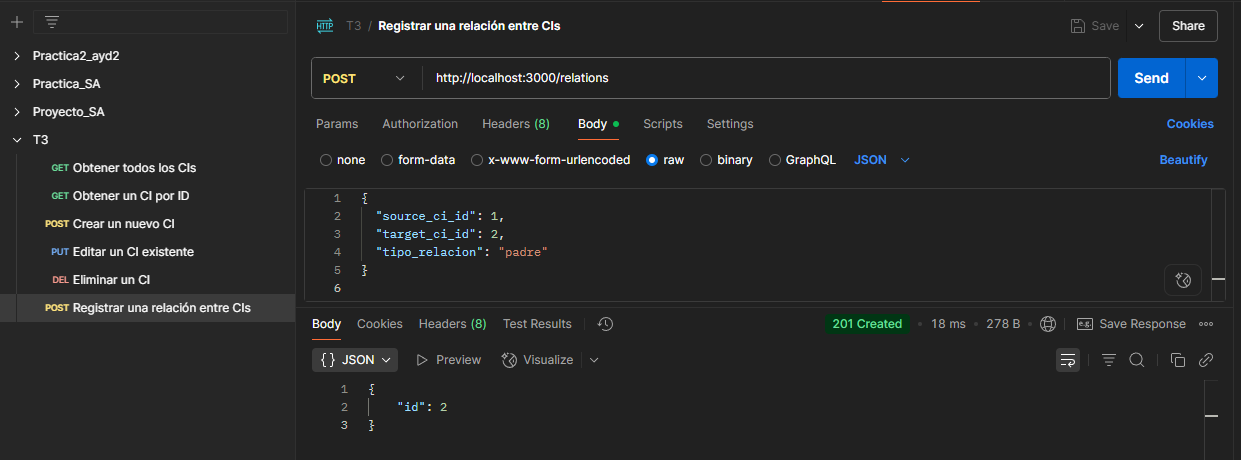 HTTP T3 / Registrar una relación entre CIs Save Share
Practica2_ayd2
Practica_SA
Proyecto_SA
T3
GET Obtener todos los CIs
GET Obtener un CI por ID
POST Crear un nuevo CI
PUT Editar un CI existente
DEL Eliminar un CI
POST Registrar una relación entre CIs
POST http://localhost:3000/relations Send
Params Authorization Headers (8) Body Scripts Settings Cookies
none form-data x-www-form-urlencoded raw binary GraphQL JSON Beautify
1 {
2 "source_ci_id": 1,
3 "target_ci_id": 2,
4 "tipo_relacion": "padre"
5 }
6
Body Cookies Headers (8) Test Results 201 Created 18 ms 278 B e.g. Save Response
{} JSON Preview Visualize
1 {
2 "id": 2
3 }